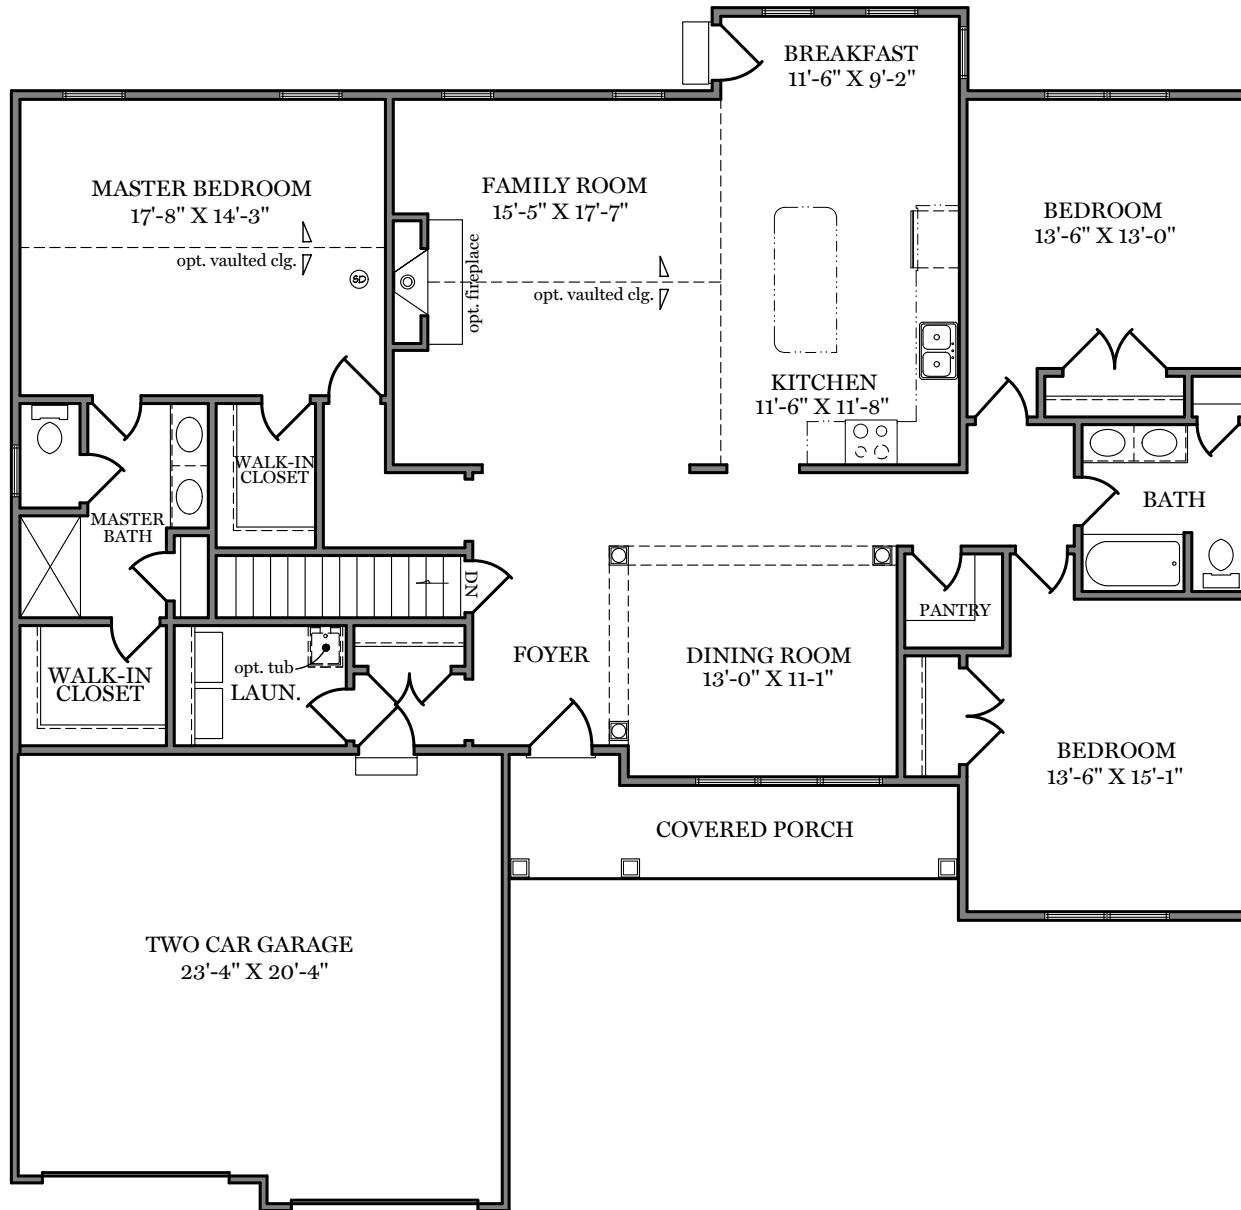 BREAKFAST
11'-6" X 9'-2"
MASTER BEDROOM
17'-8" X 14'-3"
opt. vaulted clg.
SD
FAMILY ROOM
15'-5" X 17'-7"
opt. fireplace
opt. vaulted clg.
BEDROOM
13'-6" X 13'-0"
KITCHEN
11'-6" X 11'-8"
WALK-IN
CLOSET
MASTER
BATH
BATH
DN
PANTRY
WALK-IN
CLOSET
opt. tub
LAUN.
FOYER
DINING ROOM
13'-0" X 11-1"
BEDROOM
13'-6" X 15'-1"
COVERED PORCH
TWO CAR GARAGE
23'-4" X 20'-4"